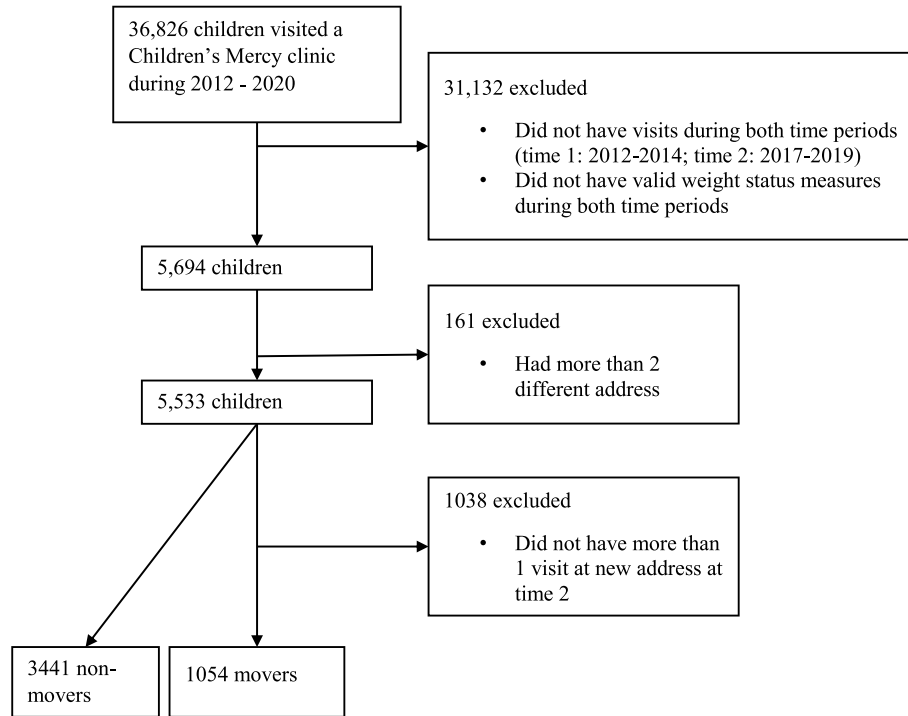 36,826 children visited a
Children’s Mercy clinic
during 2012 - 2020
31,132 excluded
• Did not have visits during both time periods
(time 1: 2012-2014; time 2: 2017-2019)
• Did not have valid weight status measures
during both time periods
5,694 children
161 excluded
• Had more than 2
different address
5,533 children
1038 excluded
• Did not have more than
1 visit at new address at
time 2
3441 non-
movers
1054 movers